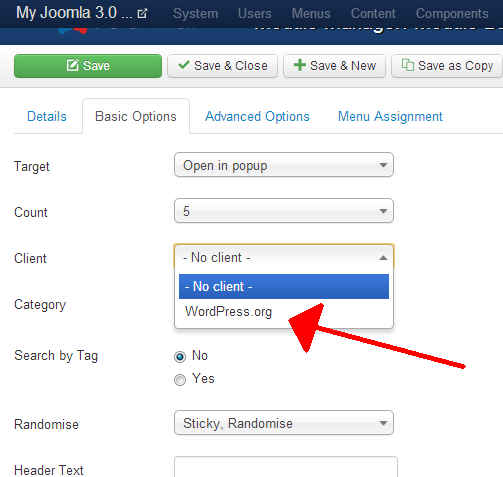 My Joomla 3.0 ... System Users Menus Content Components
Save Save & Close Save & New Save as Copy
Details Basic Options Advanced Options Menu Assignment
Target Open in popup
Count 5
Client - No client -
- No client -
WordPress.org
Category
Search by Tag No
Yes
Randomise Sticky, Randomise
Header Text